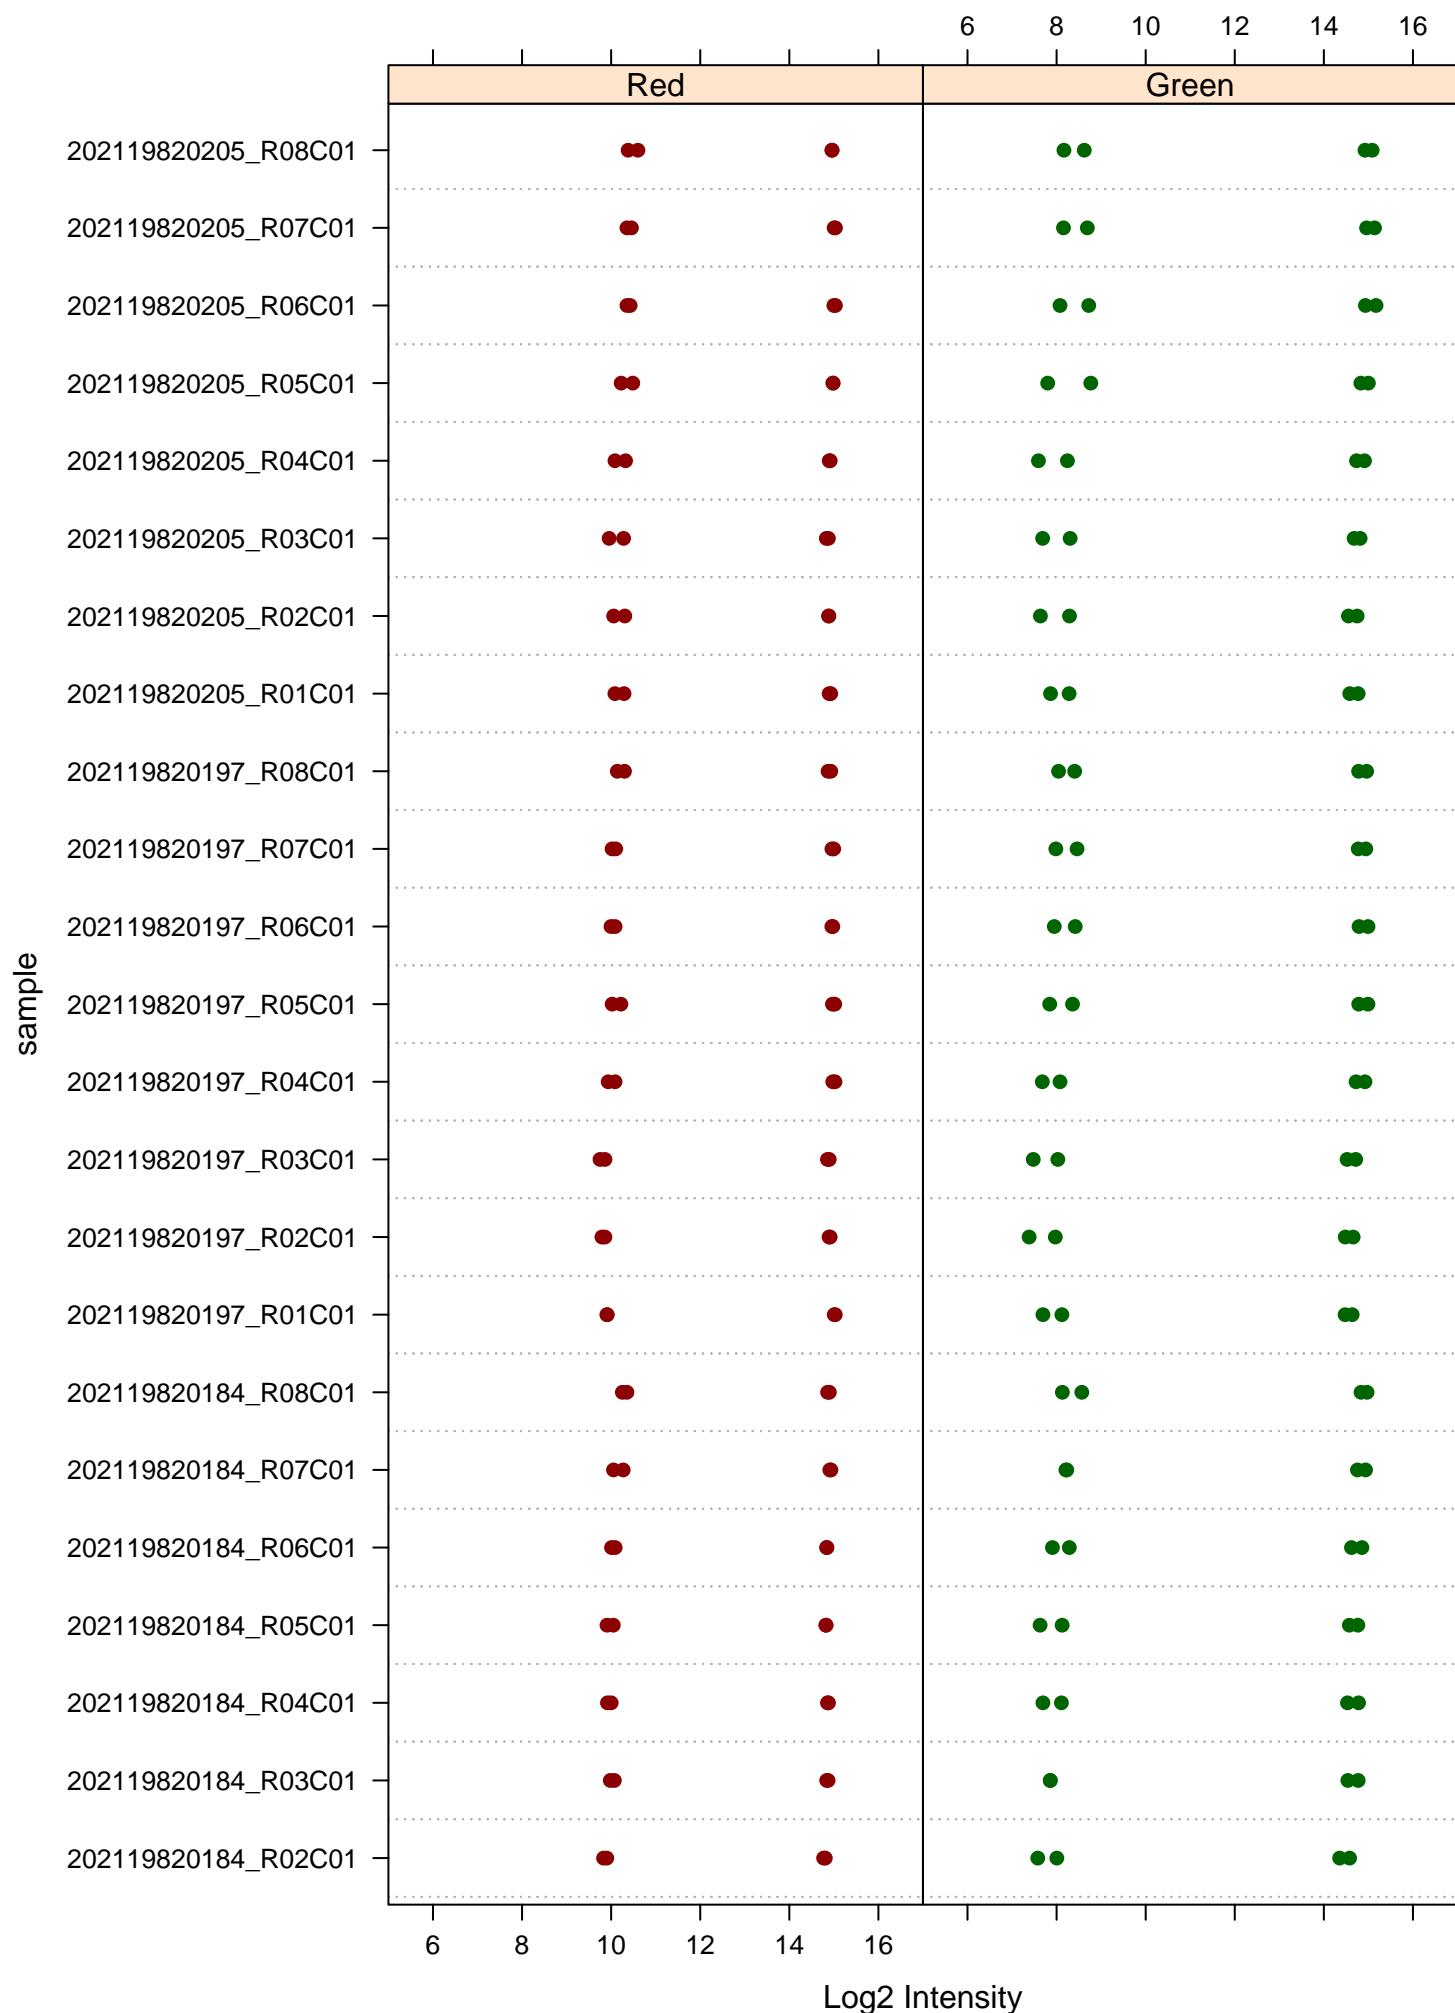 6 8 10 12 14 16
Red Green
202119820205_R08C01
202119820205_R07C01
202119820205_R06C01
202119820205_R05C01
202119820205_R04C01
202119820205_R03C01
202119820205_R02C01
202119820205_R01C01
202119820197_R08C01
202119820197_R07C01
202119820197_R06C01
202119820197_R05C01
202119820197_R04C01
202119820197_R03C01
202119820197_R02C01
202119820197_R01C01
202119820184_R08C01
202119820184_R07C01
202119820184_R06C01
202119820184_R05C01
202119820184_R04C01
202119820184_R03C01
202119820184_R02C01
sample
6 8 10 12 14 16
Log2 Intensity